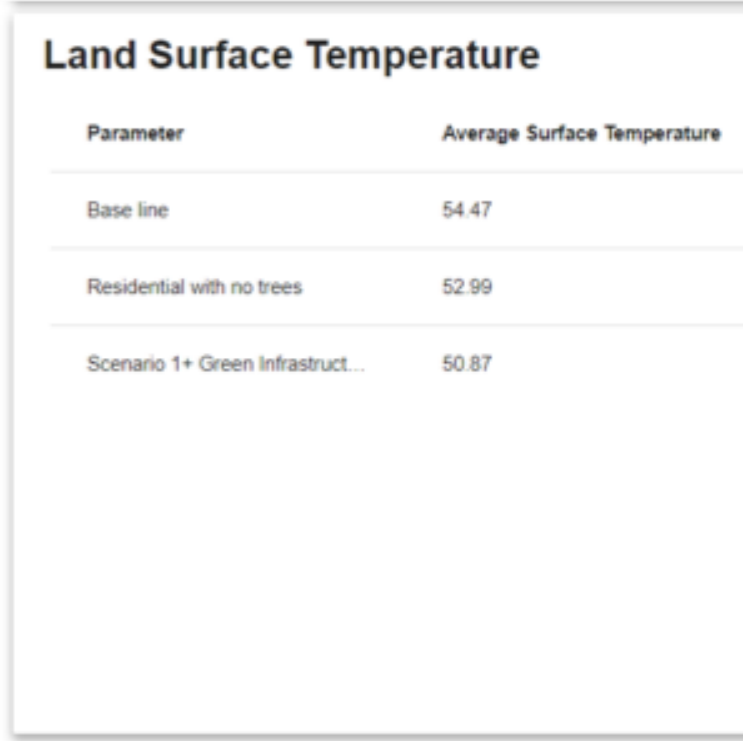 Land Surface Temperature
Parameter Average Surface Temperature
Base line 54.47
Residential with no trees 52.99
Scenario 1+ Green Infrastruct... 50.87